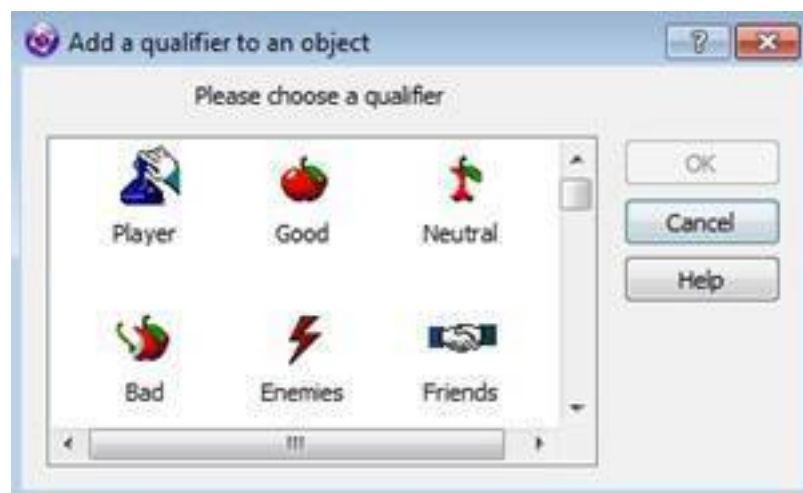 Add a qualifier to an object
Please choose a qualifier
Player Good Neutral
Bad Enemies Friends
OK
Cancel
Help